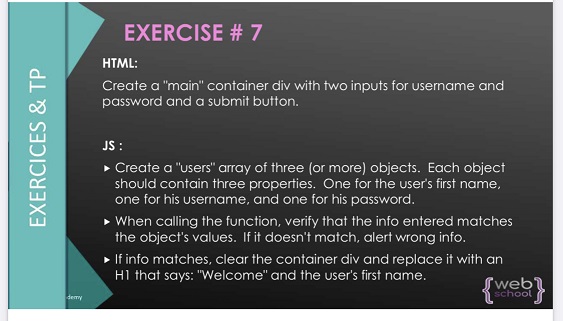 EXERCISE # 7
HTML:
Create a "main" container div with two inputs for username and
password and a submit button.
JS :
Create a "users" array of three (or more) objects. Each object
should contain three properties. One for the user's first name,
one for his username, and one for his password.
When calling the function, verify that the info entered matches
the object's values. If it doesn't match, alert wrong info.
If info matches, clear the container div and replace it with an
H1 that says: "Welcome" and the user's first name.
EXERCICES & TP
demy
{web
school}